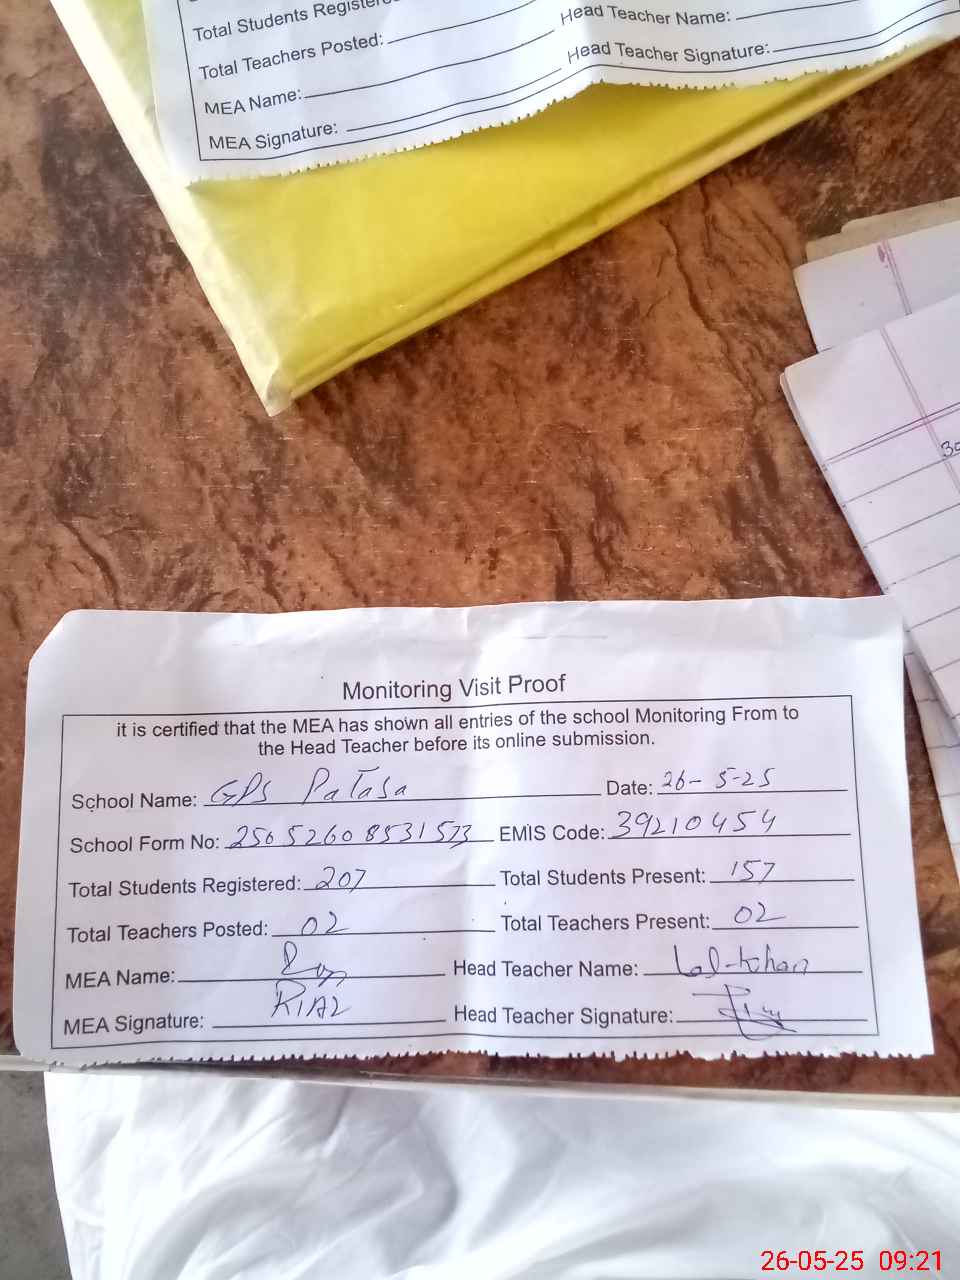 Total Students Registered
Total Teachers Posted: Head Teacher Name:
MEA Name: Head Teacher Signature:
MEA Signature:
30
Monitoring Visit Proof
it is certified that the MEA has shown all entries of the school Monitoring From to
the Head Teacher before its online submission.
School Name: GPS Patasa Date: 26-5-25
School Form No: 25052608531573 EMIS Code: 39210454
Total Students Registered: 207 Total Students Present: 157
Total Teachers Posted: 02 Total Teachers Present: 02
MEA Name: Head Teacher Name: Lal-khan
MEA Signature: RIAZ Head Teacher Signature:
26-05-25 09:21